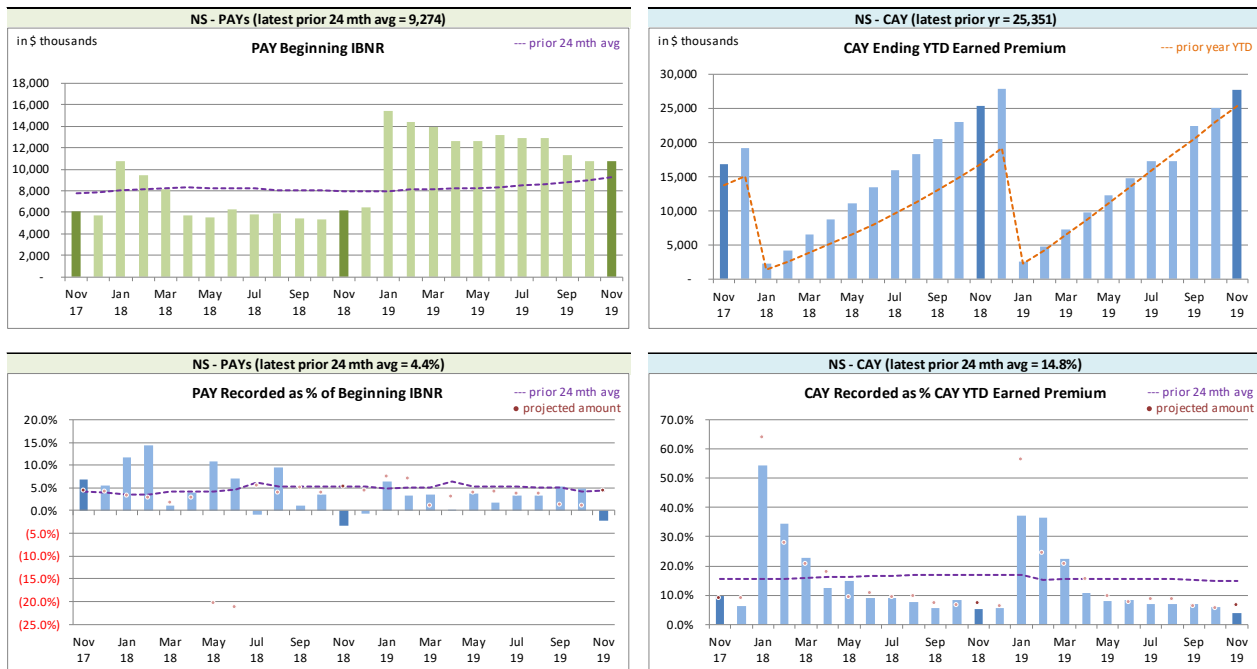 NS - PAYs (latest prior 24 mth avg = 9,274)
in $ thousands
PAY Beginning IBNR
--- prior 24 mth avg
18,000
16,000
14,000
12,000
10,000
8,000
6,000
4,000
2,000
-
Nov Jan Mar May Jul Sep Nov Jan Mar May Jul Sep Nov
17 18 18 18 18 18 18 19 19 19 19 19 19
NS - CAY (latest prior yr = 25,351)
in $ thousands
CAY Ending YTD Earned Premium
--- prior year YTD
30,000
25,000
20,000
15,000
10,000
5,000
-
Nov Jan Mar May Jul Sep Nov Jan Mar May Jul Sep Nov
17 18 18 18 18 18 18 19 19 19 19 19 19
NS - PAYs (latest prior 24 mth avg = 4.4%)
PAY Recorded as % of Beginning IBNR
--- prior 24 mth avg
• projected amount
20.0%
15.0%
10.0%
5.0%
0.0%
(5.0%)
(10.0%)
(15.0%)
(20.0%)
(25.0%)
Nov Jan Mar May Jul Sep Nov Jan Mar May Jul Sep Nov
17 18 18 18 18 18 18 19 19 19 19 19 19
NS - CAY (latest prior 24 mth avg = 14.8%)
CAY Recorded as % CAY YTD Earned Premium
--- prior 24 mth avg
• projected amount
70.0%
60.0%
50.0%
40.0%
30.0%
20.0%
10.0%
0.0%
Nov Jan Mar May Jul Sep Nov Jan Mar May Jul Sep Nov
17 18 18 18 18 18 18 19 19 19 19 19 19